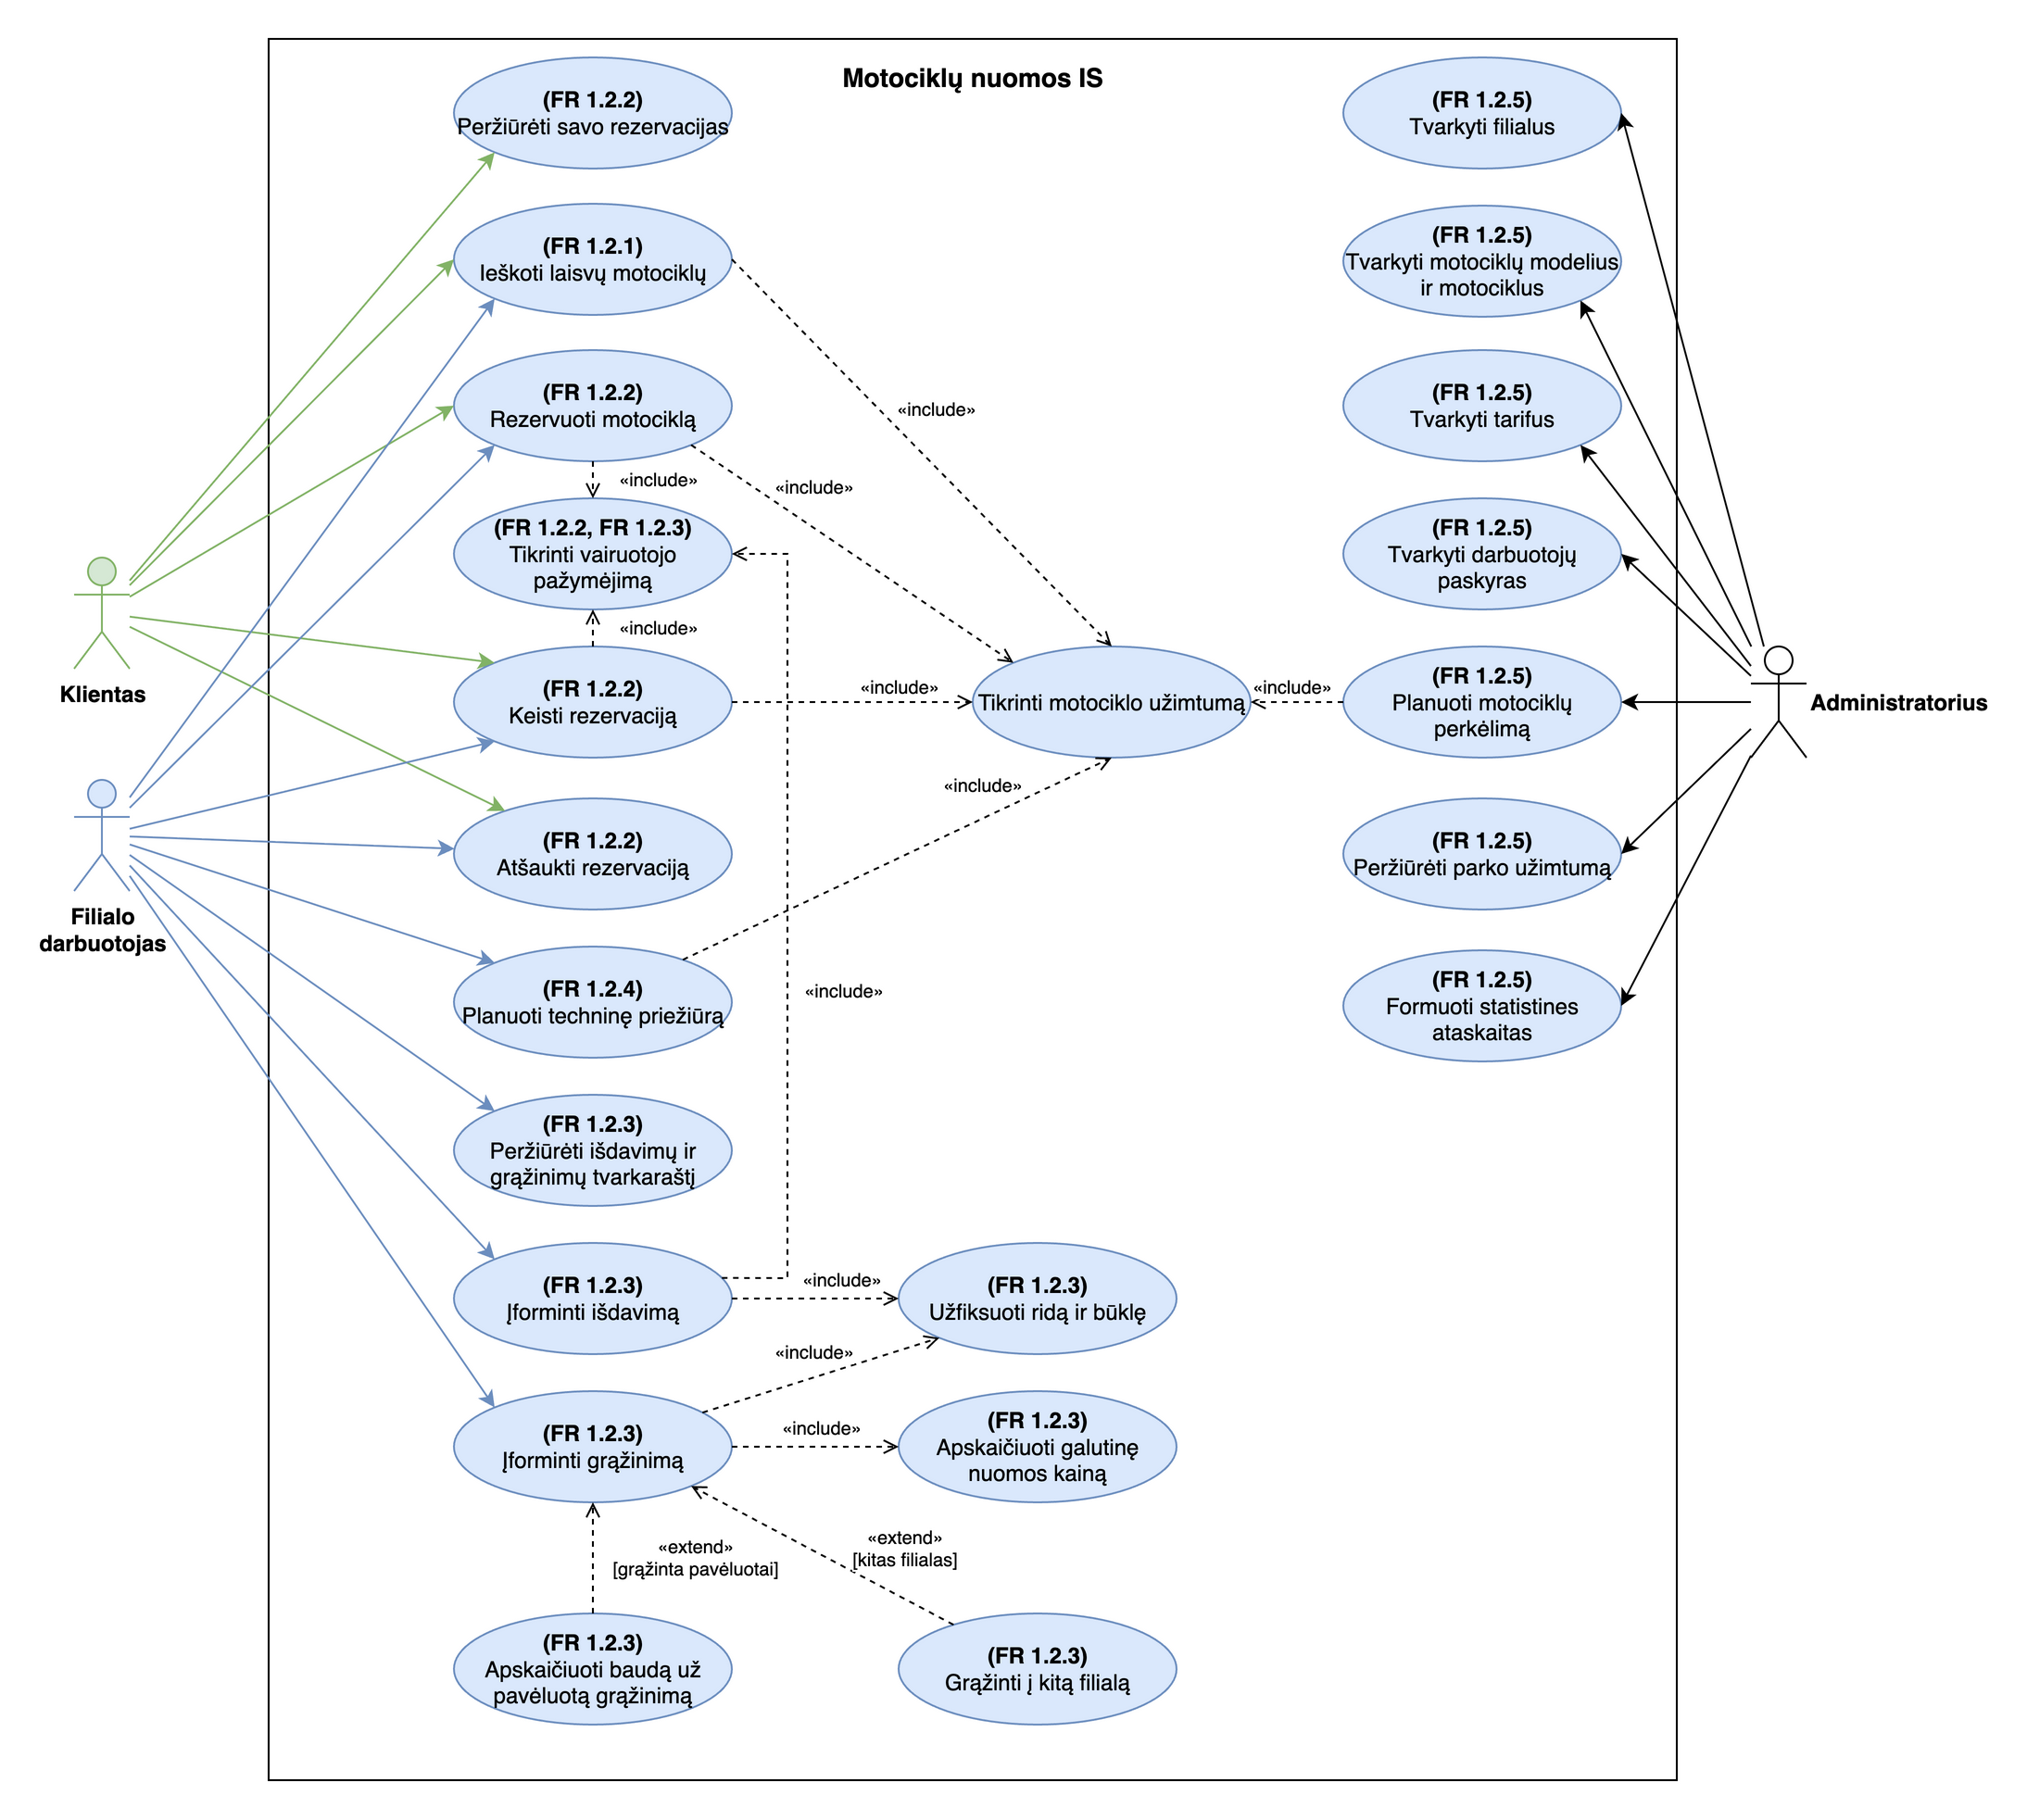 Motociklų nuomos IS
(FR 1.2.2)
Peržiūrėti savo rezervacijas
(FR 1.2.1)
Ieškoti laisvų motociklų
(FR 1.2.2)
Rezervuoti motociklą
«include»
«include»
«include»
(FR 1.2.2, FR 1.2.3)
Tikrinti vairuotojo
pažymėjimą
«include»
(FR 1.2.2)
Keisti rezervaciją
«include»
Tikrinti motociklo užimtumą
«include»
(FR 1.2.2)
Atšaukti rezervaciją
«include»
(FR 1.2.4)
Planuoti techninę priežiūrą
«include»
(FR 1.2.3)
Peržiūrėti išdavimų ir
grąžinimų tvarkaraštį
(FR 1.2.3)
Įforminti išdavimą
«include»
(FR 1.2.3)
Užfiksuoti ridą ir būklę
«include»
(FR 1.2.3)
Įforminti grąžinimą
«include»
(FR 1.2.3)
Apskaičiuoti galutinę
nuomos kainą
«extend»
[grąžinta pavėluotai]
«extend»
[kitas filialas]
(FR 1.2.3)
Apskaičiuoti baudą už
pavėluotą grąžinimą
(FR 1.2.3)
Grąžinti į kitą filialą
(FR 1.2.5)
Tvarkyti filialus
(FR 1.2.5)
Tvarkyti motociklų modelius
ir motociklus
(FR 1.2.5)
Tvarkyti tarifus
(FR 1.2.5)
Tvarkyti darbuotojų
paskyras
(FR 1.2.5)
Planuoti motociklų
perkėlimą
(FR 1.2.5)
Peržiūrėti parko užimtumą
(FR 1.2.5)
Formuoti statistines
ataskaitas
Klientas
Filialo
darbuotojas
Administratorius